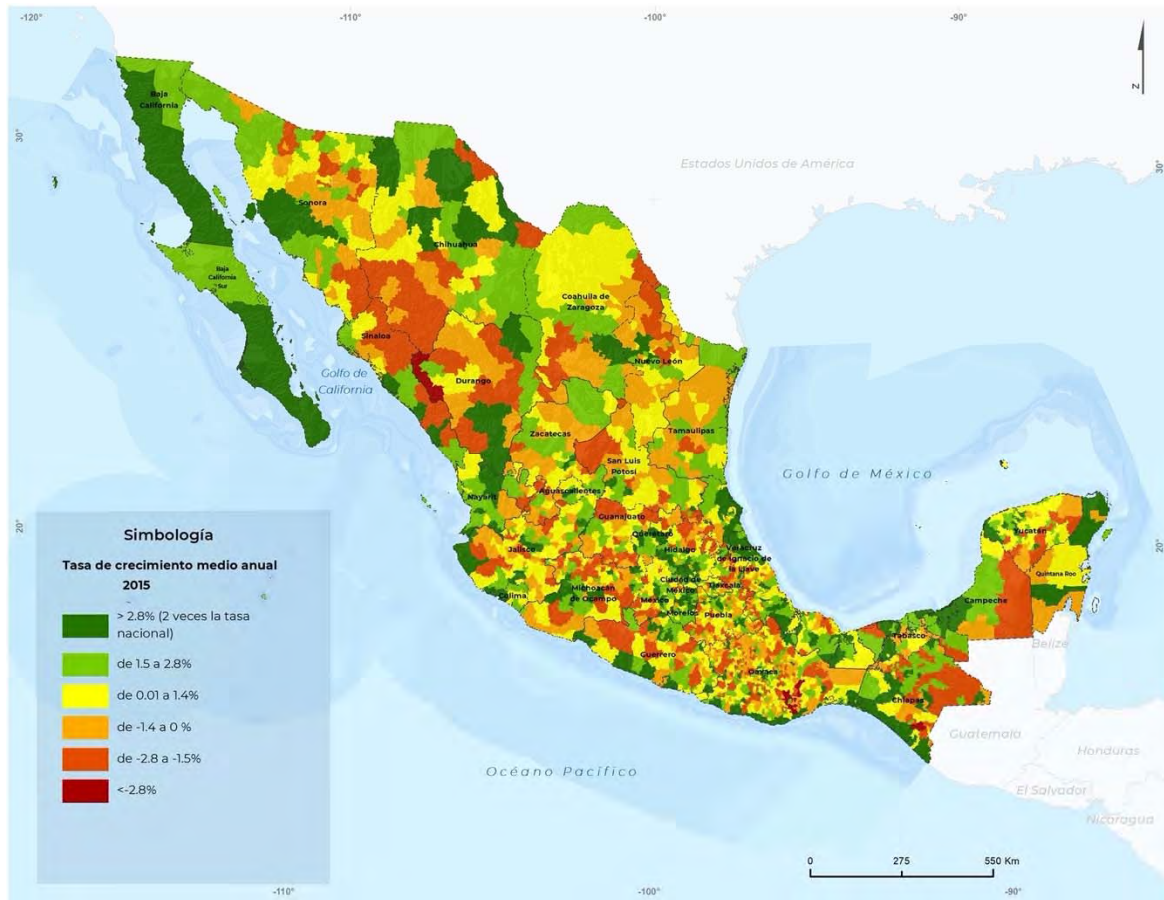 -120°
-110°
-100°
-90°
30°
30°
20°
20°
N
Estados Unidos de América
Baja
California
Sonora
Chihuahua
Baja
California
Sur
Coahuila de
Zaragoza
Sinaloa
Nuevo León
Golfo de
California
Durango
Zacatecas
Tamaulipas
San Luis
Potosí
Golfo de México
Nayarit
Aguascalientes
Guanajuato
Querétaro
Hidalgo
Jalisco
Veracruz
de Ignacio de
la Llave
Yucatán
Quintana Roo
Ciudad de
México
Tlaxcala
Michoacán
de Ocampo
Colima
México
Morelos
Puebla
Campeche
Tabasco
Guerrero
Oaxaca
Chiapas
Belize
Guatemala
Honduras
El Salvador
Nicaragua
Océano Pacífico
Simbología
Tasa de crecimiento medio anual
2015
> 2.8% (2 veces la tasa
nacional)
de 1.5 a 2.8%
de 0.01 a 1.4%
de -1.4 a 0 %
de -2.8 a -1.5%
<-2.8%
0 275 550 Km
-110°
-100°
-90°